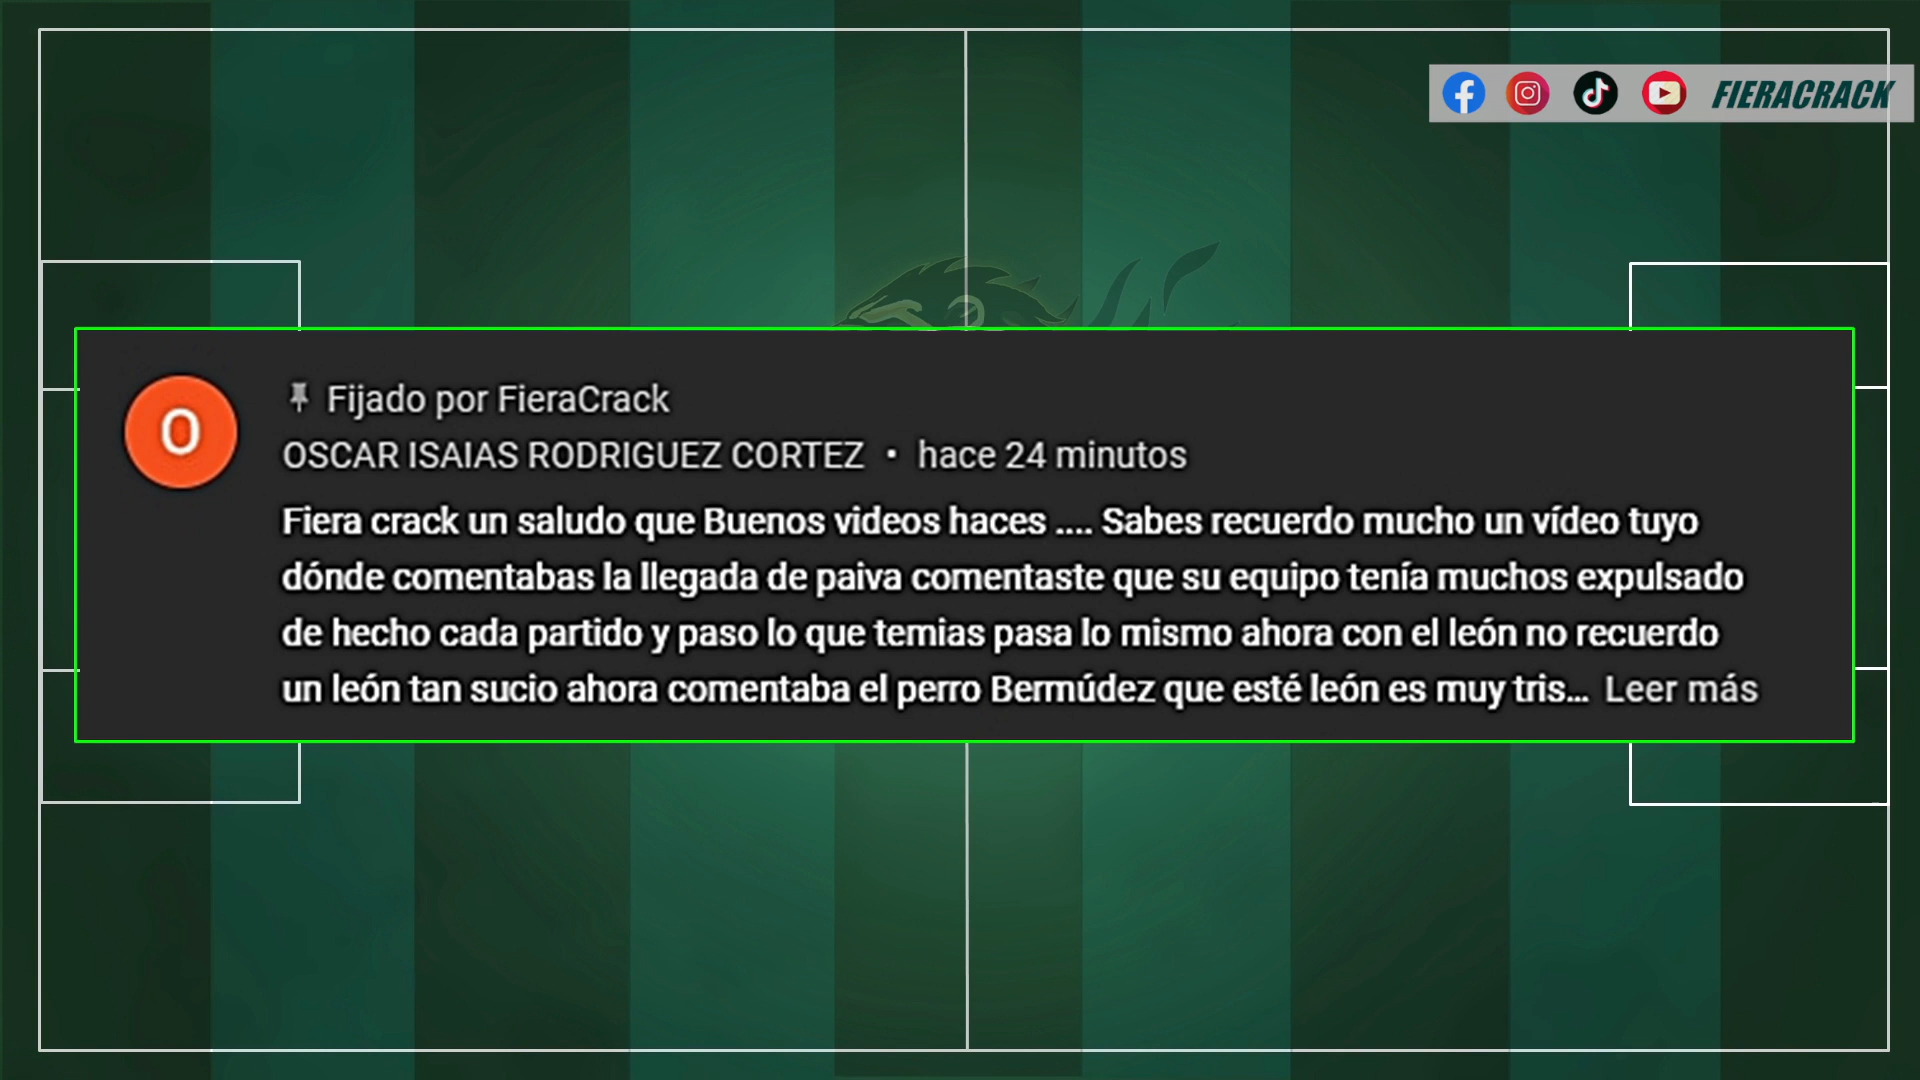 FIERACRACK
O
Fijado por FieraCrack
OSCAR ISAIAS RODRIGUEZ CORTEZ • hace 24 minutos
Fiera crack un saludo que Buenos videos haces .... Sabes recuerdo mucho un vídeo tuyo
dónde comentabas la llegada de paiva comentaste que su equipo tenía muchos expulsado
de hecho cada partido y paso lo que temias pasa lo mismo ahora con el león no recuerdo
un león tan sucio ahora comentaba el perro Bermúdez que esté león es muy tris... Leer más